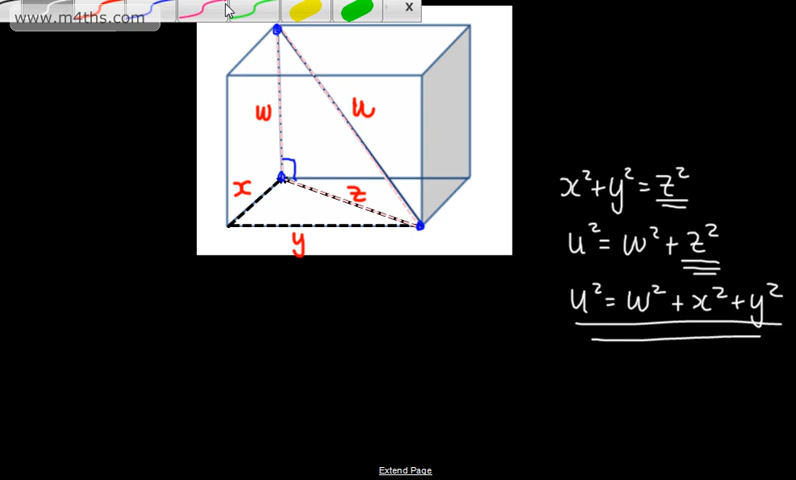 www.m4ths.com
x
w
u
x
z
y
x² + y² = z²
u² = w² + z²
u² = w² + x² + y²
Extend Page